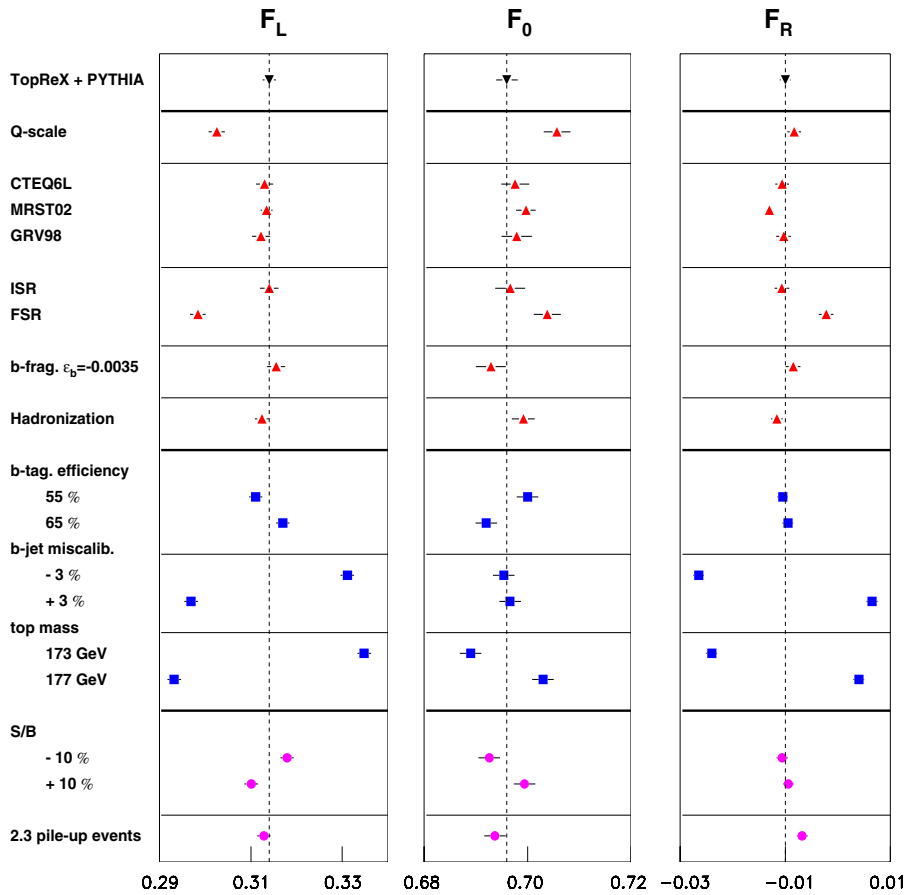 F_L F_0 F_R
TopReX + PYTHIA
Q-scale
CTEQ6L
MRST02
GRV98
ISR
FSR
b-frag. ε_b=-0.0035
Hadronization
b-tag. efficiency
55 %
65 %
b-jet miscalib.
- 3 %
+ 3 %
top mass
173 GeV
177 GeV
S/B
- 10 %
+ 10 %
2.3 pile-up events
0.29 0.31 0.33 0.68 0.70 0.72 -0.03 -0.01 0.01